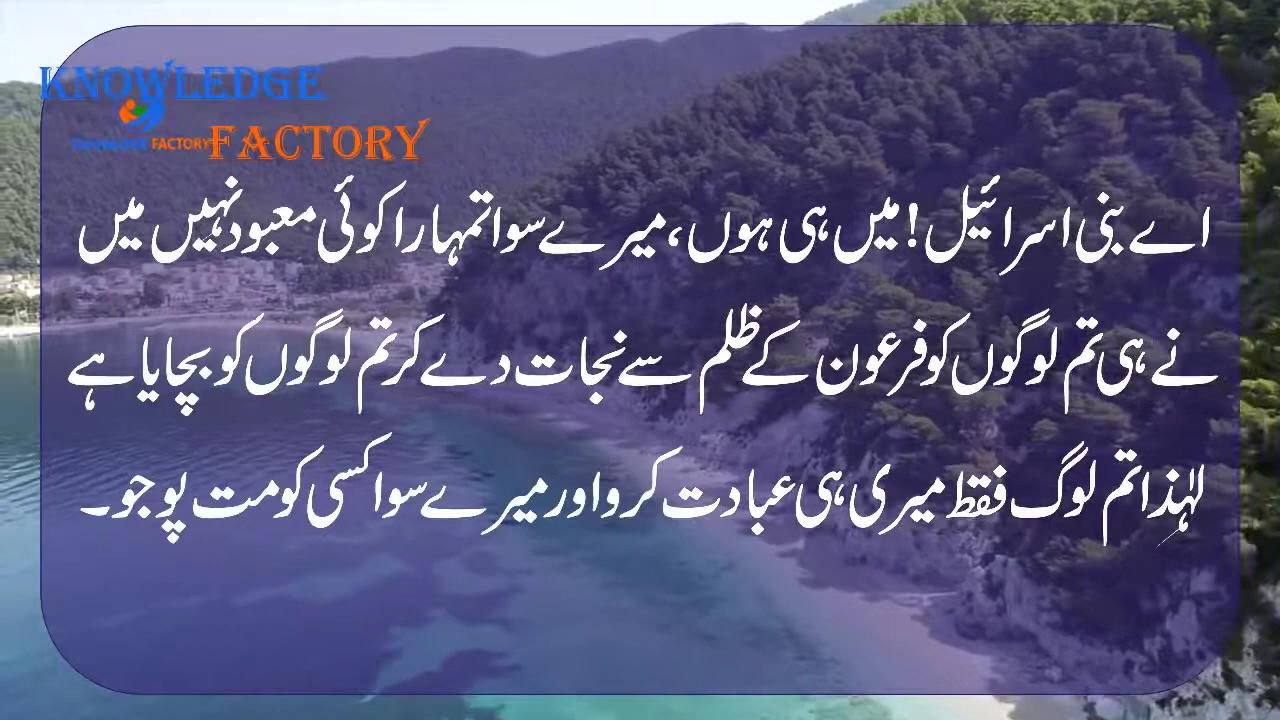 KNOWLEDGE
FACTORY
FACTORY
اے بنی اسرائیل! میں ہی ہوں، میرے سوا تمہارا کوئی معبود نہیں میں
نے ہی تم لوگوں کو فرعون کے ظلم سے نجات دے کر تم لوگوں کو بچایا ہے
لہٰذا تم لوگ فقط میری ہی عبادت کرو اور میرے سوا کسی کو مت پوجو۔